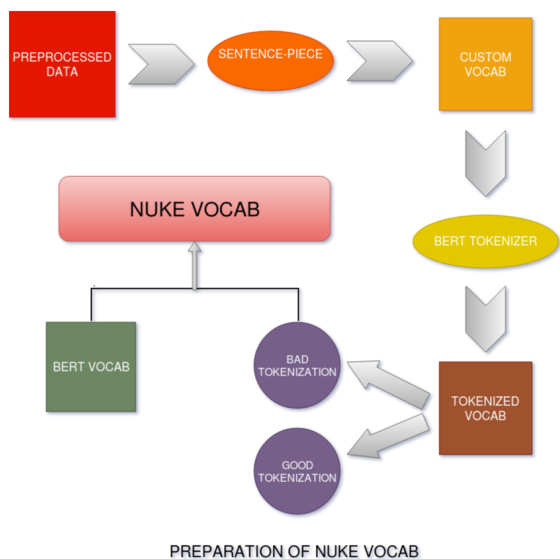 PREPROCESSED
DATA
SENTENCE-PIECE
CUSTOM
VOCAB
NUKE VOCAB
BERT TOKENIZER
BERT VOCAB
BAD
TOKENIZATION
TOKENIZED
VOCAB
GOOD
TOKENIZATION
PREPARATION OF NUKE VOCAB